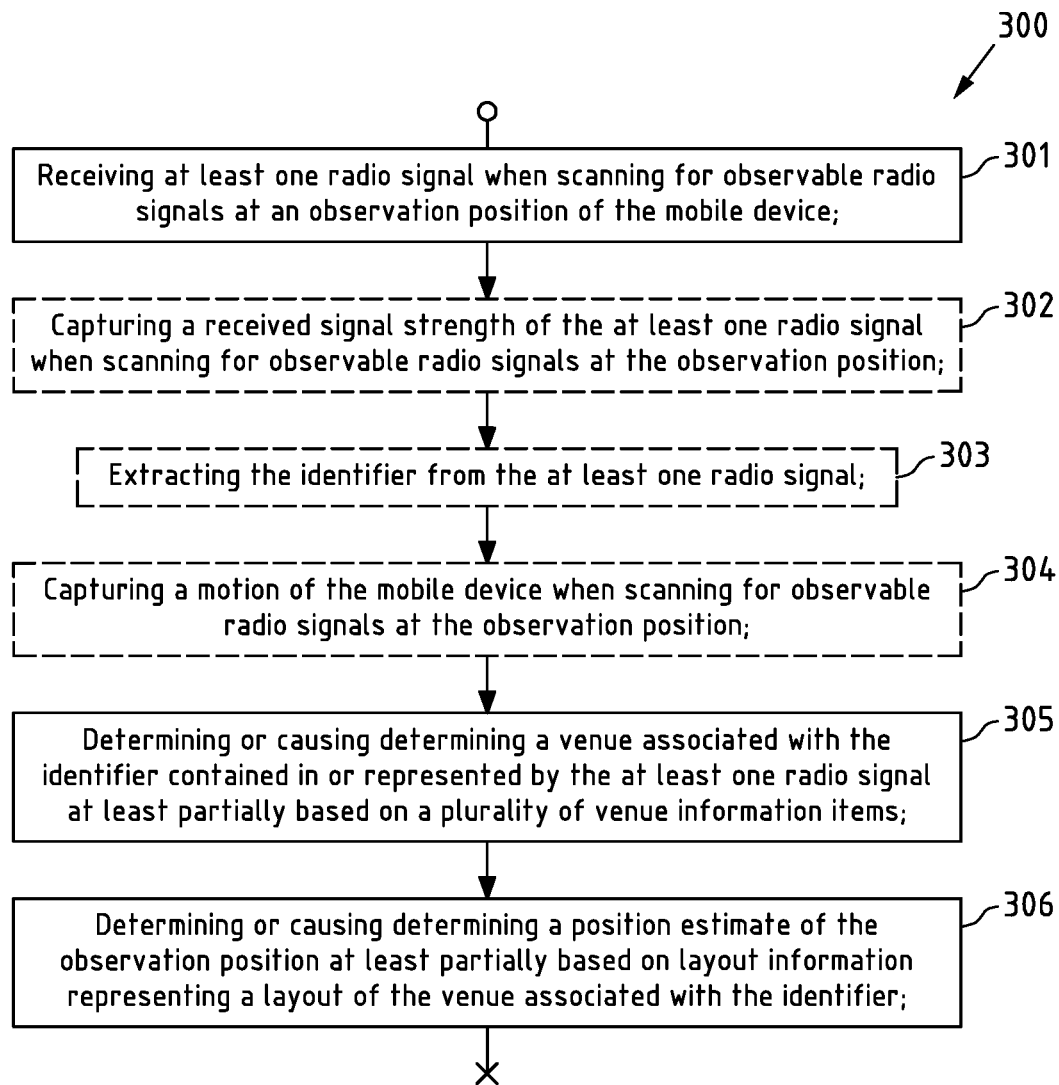 300
301
Receiving at least one radio signal when scanning for observable radio
signals at an observation position of the mobile device;
302
Capturing a received signal strength of the at least one radio signal
when scanning for observable radio signals at the observation position;
303
Extracting the identifier from the at least one radio signal;
304
Capturing a motion of the mobile device when scanning for observable
radio signals at the observation position;
305
Determining or causing determining a venue associated with the
identifier contained in or represented by the at least one radio signal
at least partially based on a plurality of venue information items;
306
Determining or causing determining a position estimate of the
observation position at least partially based on layout information
representing a layout of the venue associated with the identifier;